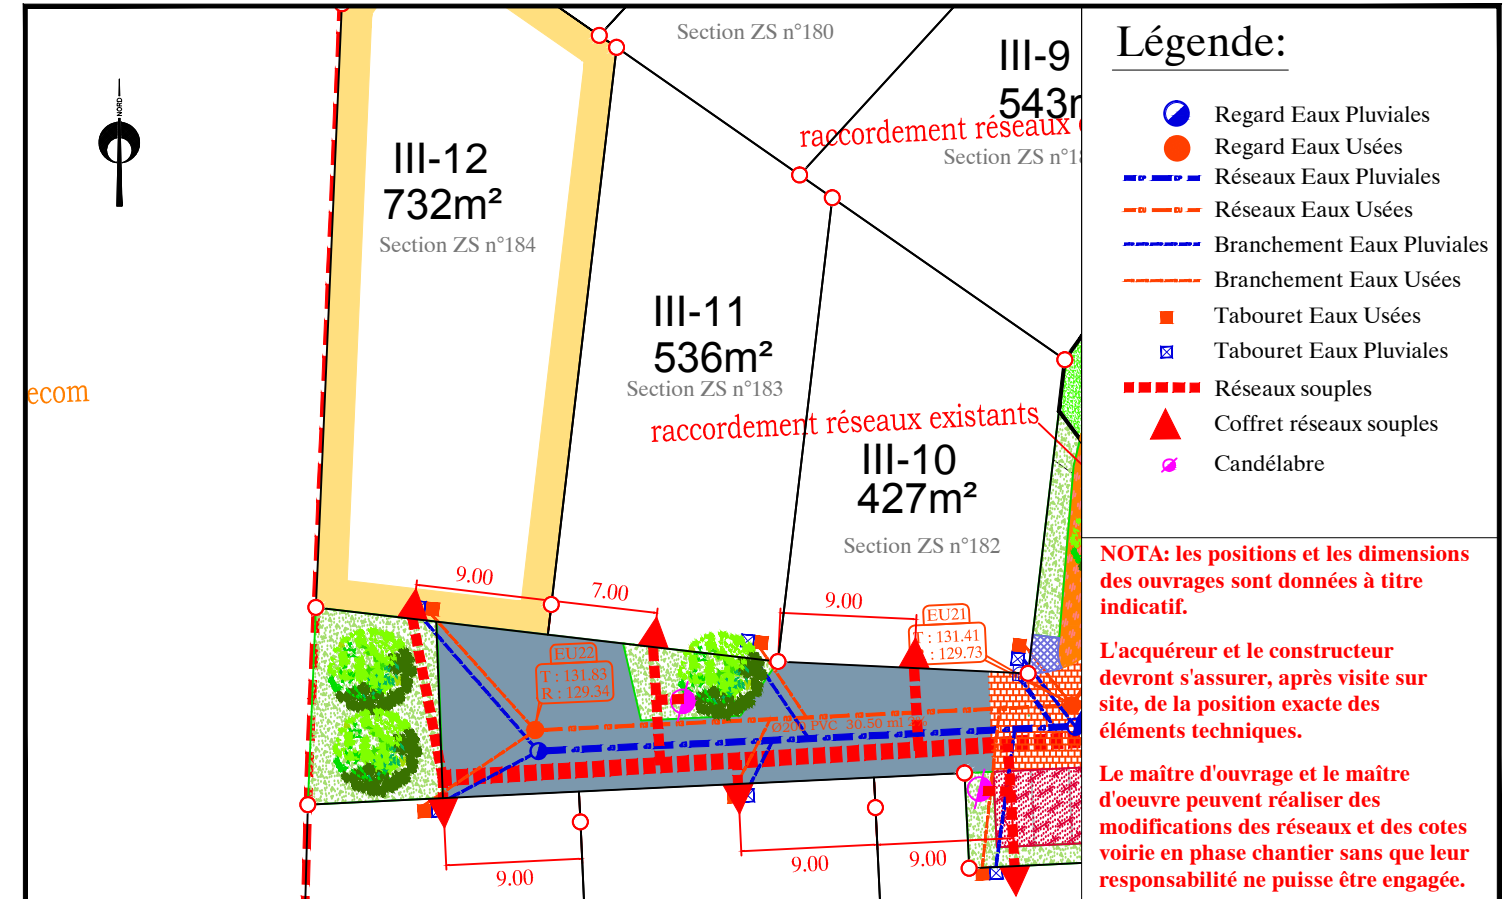 Section ZS n°180
III-9
raccordement réseaux
NORD
III-12
732m²
Section ZS n°184
III-11
536m²
Section ZS n°183
ecom
raccordement réseaux existants
III-10
427m²
Section ZS n°182
9.00
7.00
9.00
EU21
T : 131.41
: 129.73
EU22
T : 131.83
R : 129.34
Ø200 PVC 30.50 ml
9.00
9.00
9.00
Légende:
Regard Eaux Pluviales
Regard Eaux Usées
Réseaux Eaux Pluviales
Réseaux Eaux Usées
Branchement Eaux Pluviales
Branchement Eaux Usées
Tabouret Eaux Usées
Tabouret Eaux Pluviales
Réseaux souples
Coffret réseaux souples
Candélabre
NOTA: les positions et les dimensions
des ouvrages sont données à titre
indicatif.
L'acquéreur et le constructeur
devront s'assurer, après visite sur
site, de la position exacte des
éléments techniques.
Le maître d'ouvrage et le maître
d'oeuvre peuvent réaliser des
modifications des réseaux et des cotes
voirie en phase chantier sans que leur
responsabilité ne puisse être engagée.